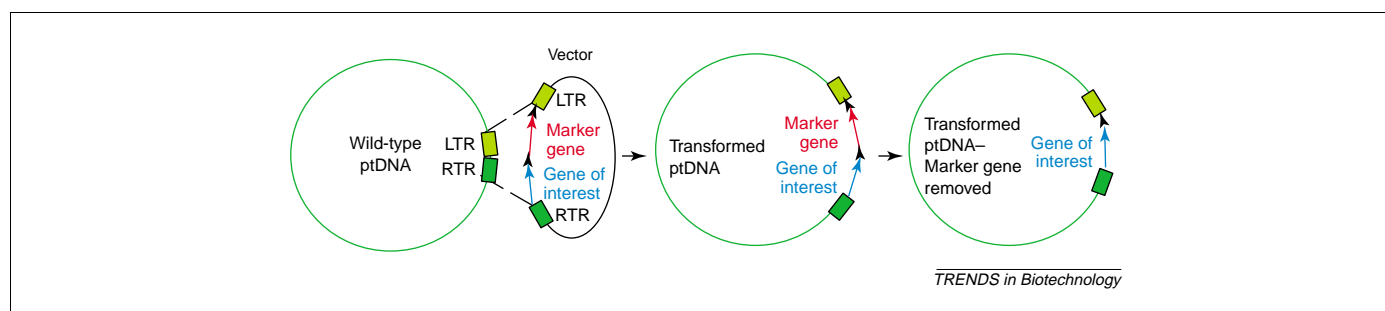 Vector
LTR
Wild-type
ptDNA
LTR
RTR
Marker
gene
Gene of
interest
RTR
Transformed
ptDNA
Marker
gene
Gene of
interest
Transformed
ptDNA–
Marker gene
removed
Gene of
interest
TRENDS in Biotechnology